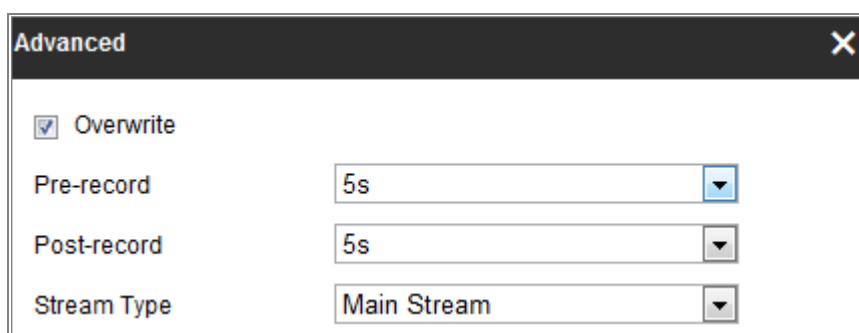 Advanced
Overwrite
Pre-record 5s
Post-record 5s
Stream Type Main Stream